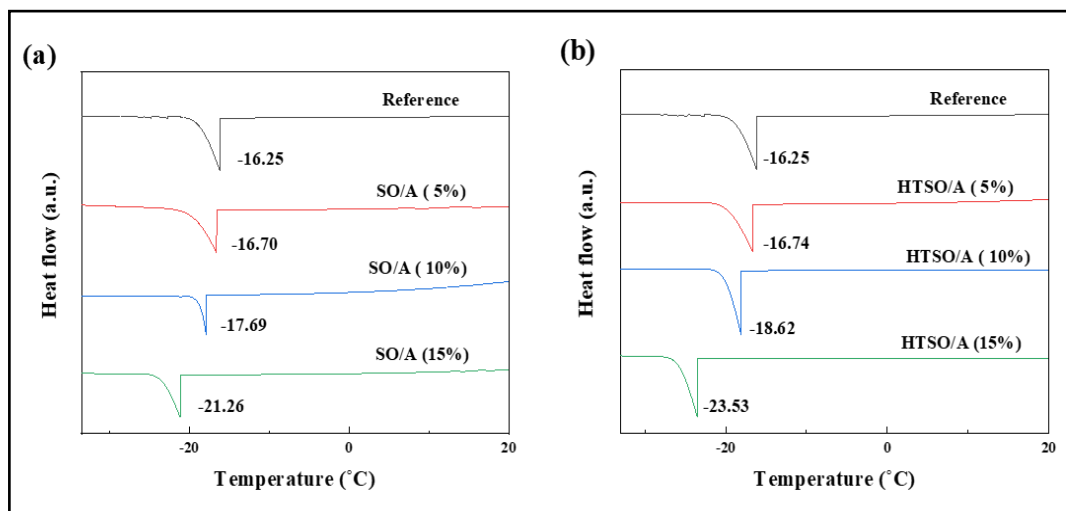 (a)
Reference
-16.25
SO/A ( 5%)
-16.70
SO/A ( 10%)
-17.69
SO/A (15%)
-21.26
Heat flow (a.u.)
-20
0
20
Temperature (˚C)
(b)
Reference
-16.25
HTSO/A ( 5%)
-16.74
HTSO/A ( 10%)
-18.62
HTSO/A (15%)
-23.53
Heat flow (a.u.)
-20
0
20
Temperature (˚C)